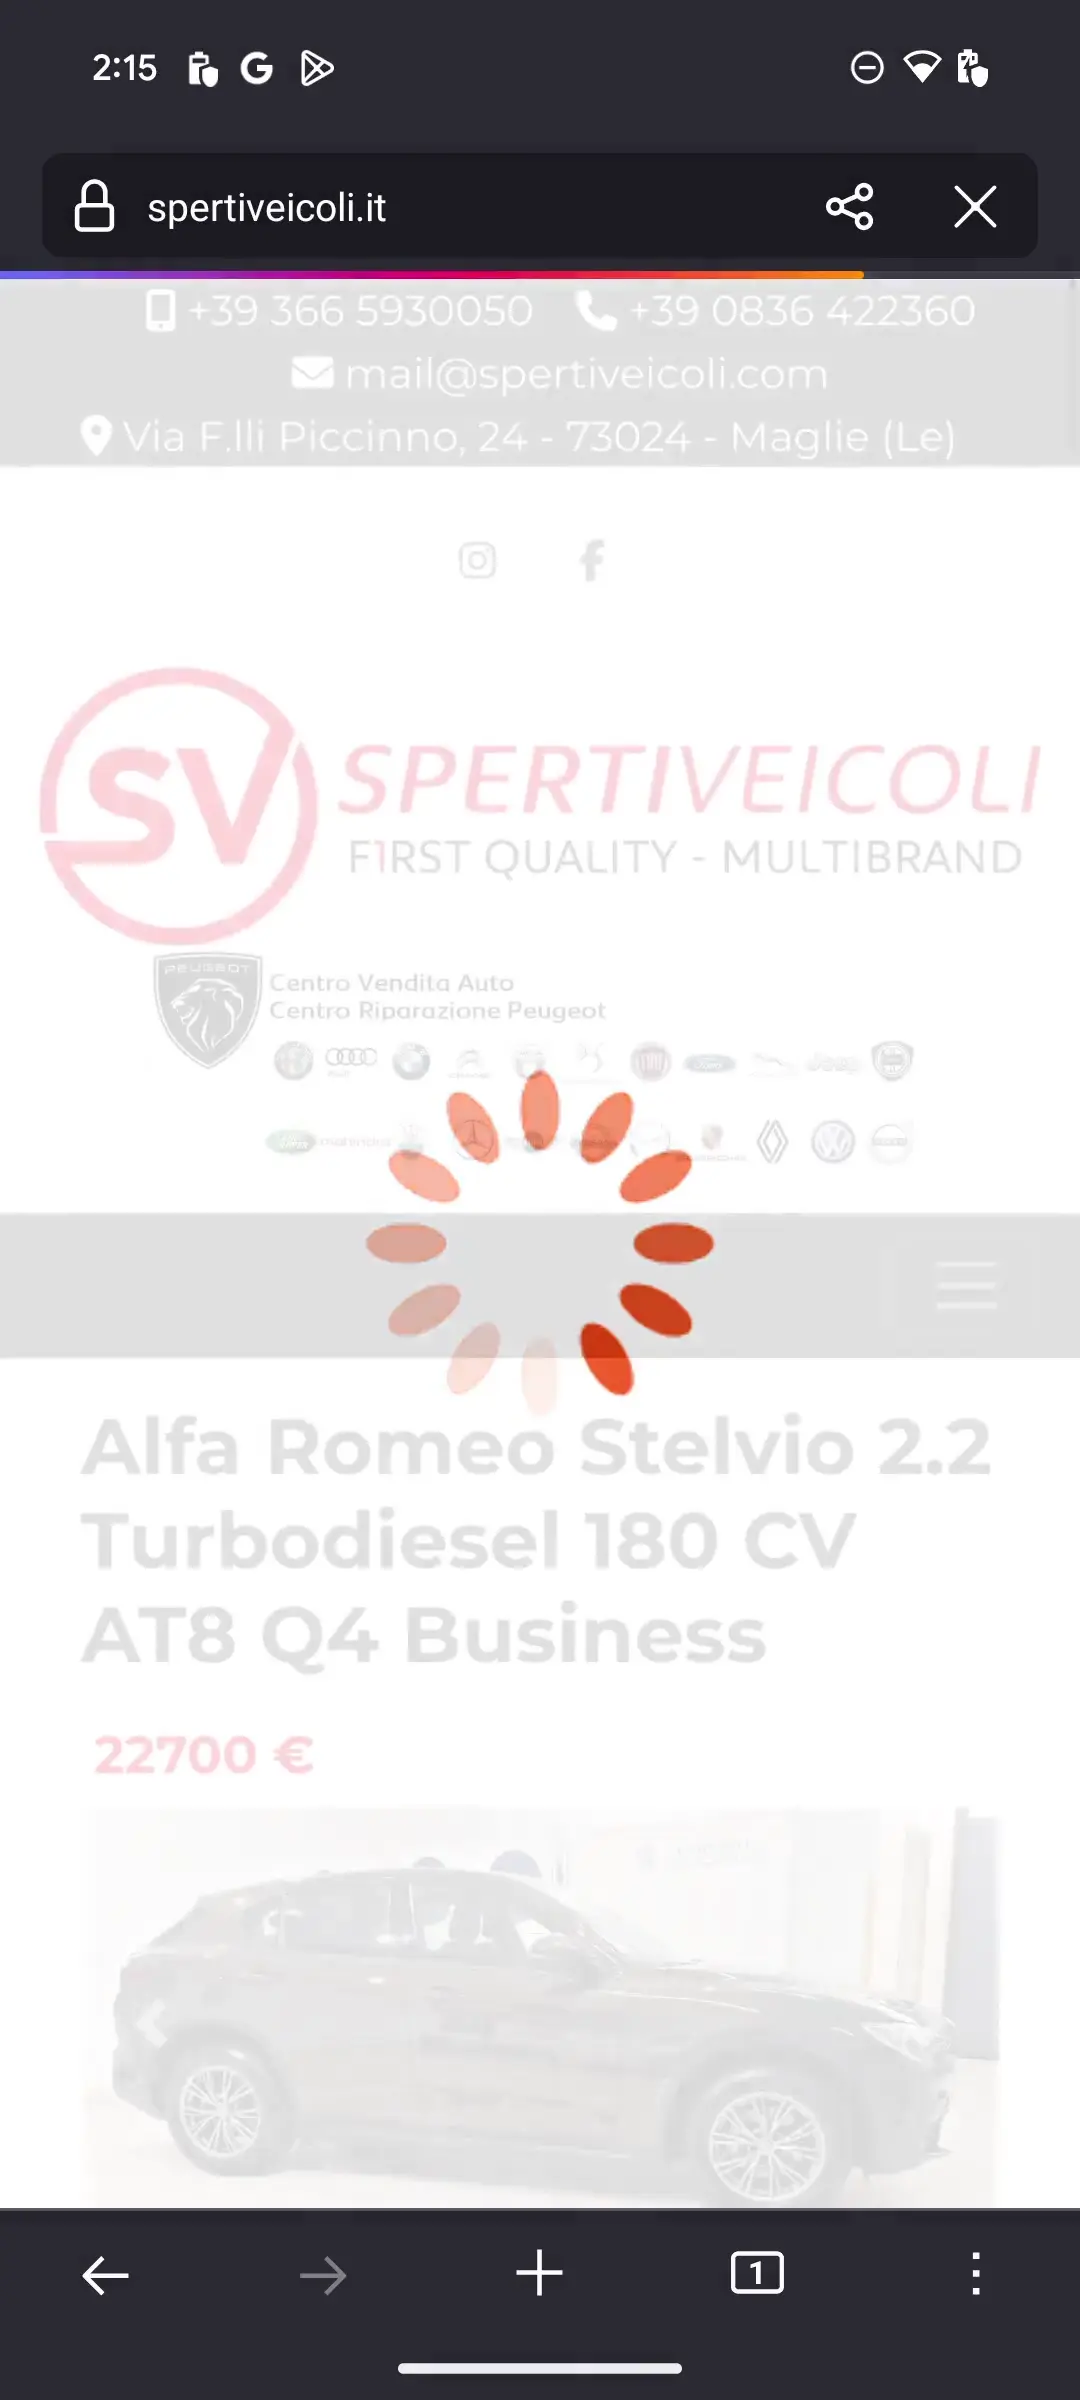 2:15
spertiveicoli.it
+39 366 5930050 +39 0836 422360
mail@spertiveicoli.com
Via F.lli Piccinno, 24 - 73024 - Maglie (Le)
SV
SPERTIVEICOLI
F1RST QUALITY - MULTIBRAND
PEUGEOT
Centro Vendita Auto
Centro Riparazione Peugeot
Alfa Romeo Stelvio 2.2
Turbodiesel 180 CV
AT8 Q4 Business
22700 €
1